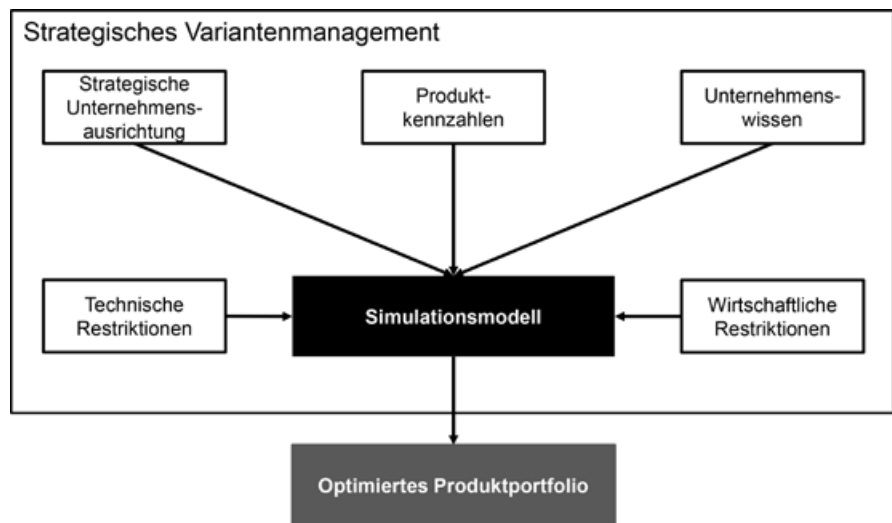 Strategisches Variantenmanagement
Strategische
Unternehmens-
ausrichtung
Produkt-
kennzahlen
Unternehmens-
wissen
Technische
Restriktionen
Simulationsmodell
Wirtschaftliche
Restriktionen
Optimiertes Produktportfolio